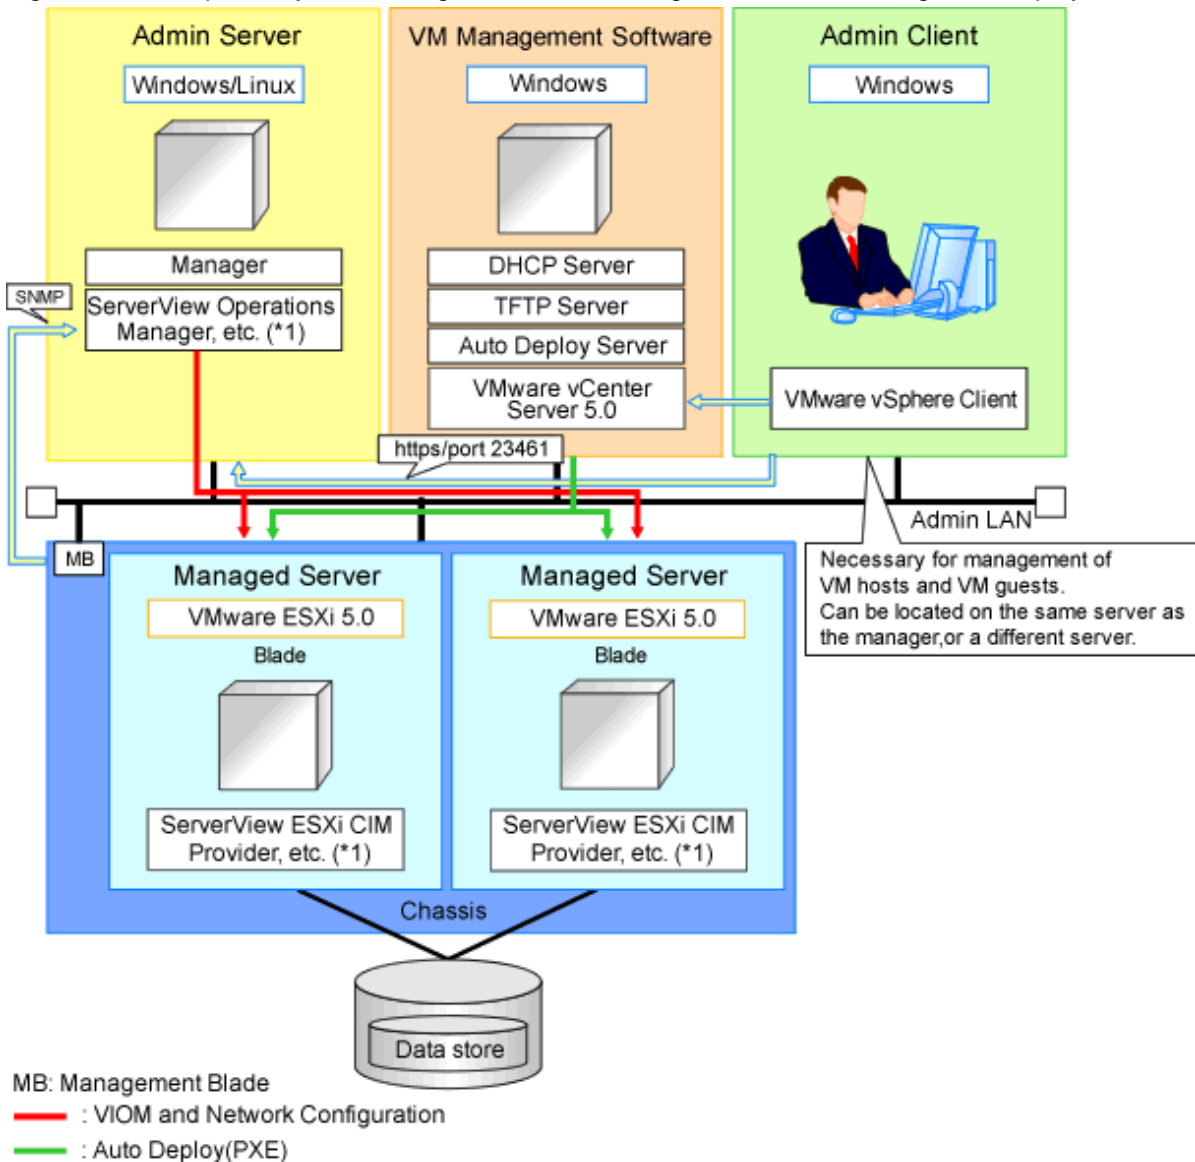 Admin Server
Windows/Linux
Manager
ServerView Operations
Manager, etc. (*1)
SNMP
VM Management Software
Windows
DHCP Server
TFTP Server
Auto Deploy Server
VMware vCenter
Server 5.0
Admin Client
Windows
VMware vSphere Client
https/port 23461
Admin LAN
Necessary for management of
VM hosts and VM guests.
Can be located on the same server as
the manager,or a different server.
MB
Managed Server
VMware ESXi 5.0
Blade
ServerView ESXi CIM
Provider, etc. (*1)
Managed Server
VMware ESXi 5.0
Blade
ServerView ESXi CIM
Provider, etc. (*1)
Chassis
Data store
MB: Management Blade
: VIOM and Network Configuration
: Auto Deploy(PXE)